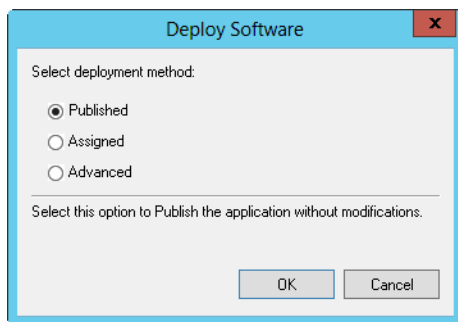 Deploy Software
x
Select deployment method:
Published
Assigned
Advanced
Select this option to Publish the application without modifications.
OK Cancel